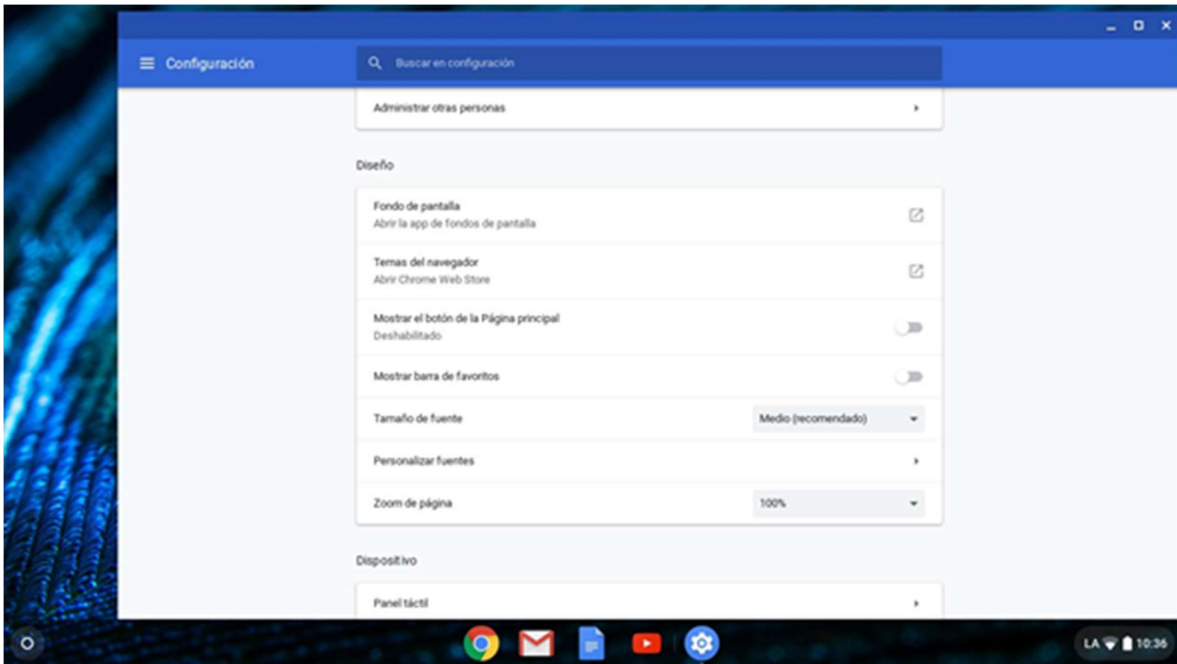 Configuración
Buscar en configuración
Administrar otras personas
Diseño
Fondo de pantalla
Abrir la app de fondos de pantalla
Temas del navegador
Abrir Chrome Web Store
Mostrar el botón de la Página principal
Deshabilitado
Mostrar barra de favoritos
Tamaño de fuente
Medio (recomendado)
Personalizar fuentes
Zoom de página
100%
Dispositivo
Panel táctil
LA 10:36